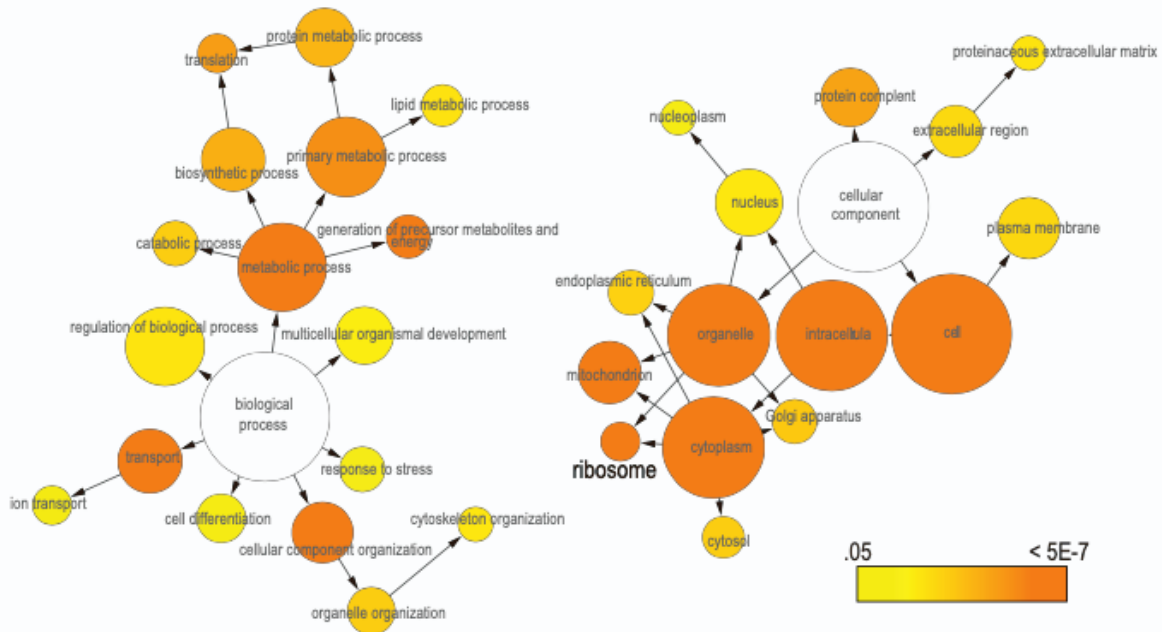 protein metabolic process
translation
lipid metabolic process
primary metabolic process
biosynthetic process
generation of precursor metabolites and
energy
catabolic process
metabolic process
regulation of biological process
multicellular organismal development
biological
process
transport
response to stress
ion transport
cell differentiation
cytoskeleton organization
cellular component organization
organelle organization
proteinaceous extracellular matrix
protein complent
nucleoplasm
extracellular region
cellular
component
nucleus
plasma membrane
endoplasmic reticulum
organelle
intracellula
cell
mitochondrion
Golgi apparatus
cytoplasm
ribosome
cytosol
.05
< 5E-7